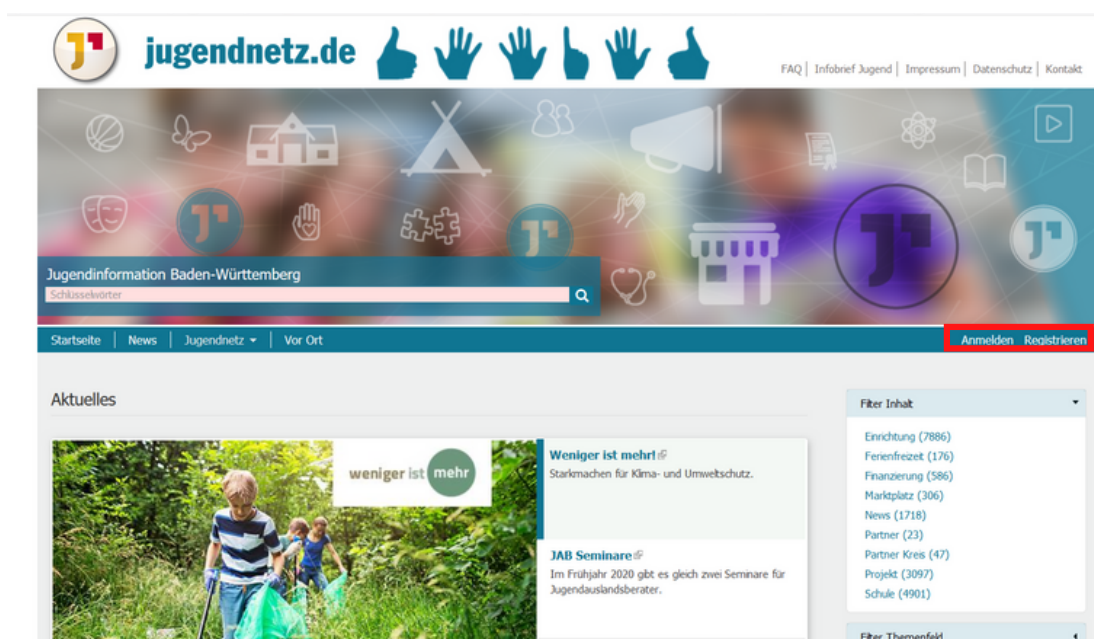 jugendnetz.de
FAQ | Infobrief Jugend | Impressum | Datenschutz | Kontakt
Jugendinformation Baden-Württemberg
Schlüsselwörter
Startseite | News | Jugendnetz | Vor Ort
Anmelden Registrieren
Aktuelles
weniger ist mehr
Weniger ist mehr!
Starkmachen für Klima- und Umweltschutz.
JAB Seminare
Im Frühjahr 2020 gibt es gleich zwei Seminare für
Jugendauslandsberater.
Filter Inhalt
Einrichtung (7886)
Ferienfreizeit (176)
Finanzierung (586)
Marktplatz (306)
News (1718)
Partner (23)
Partner Kreis (47)
Projekt (3097)
Schule (4901)
Filter Themenfeld